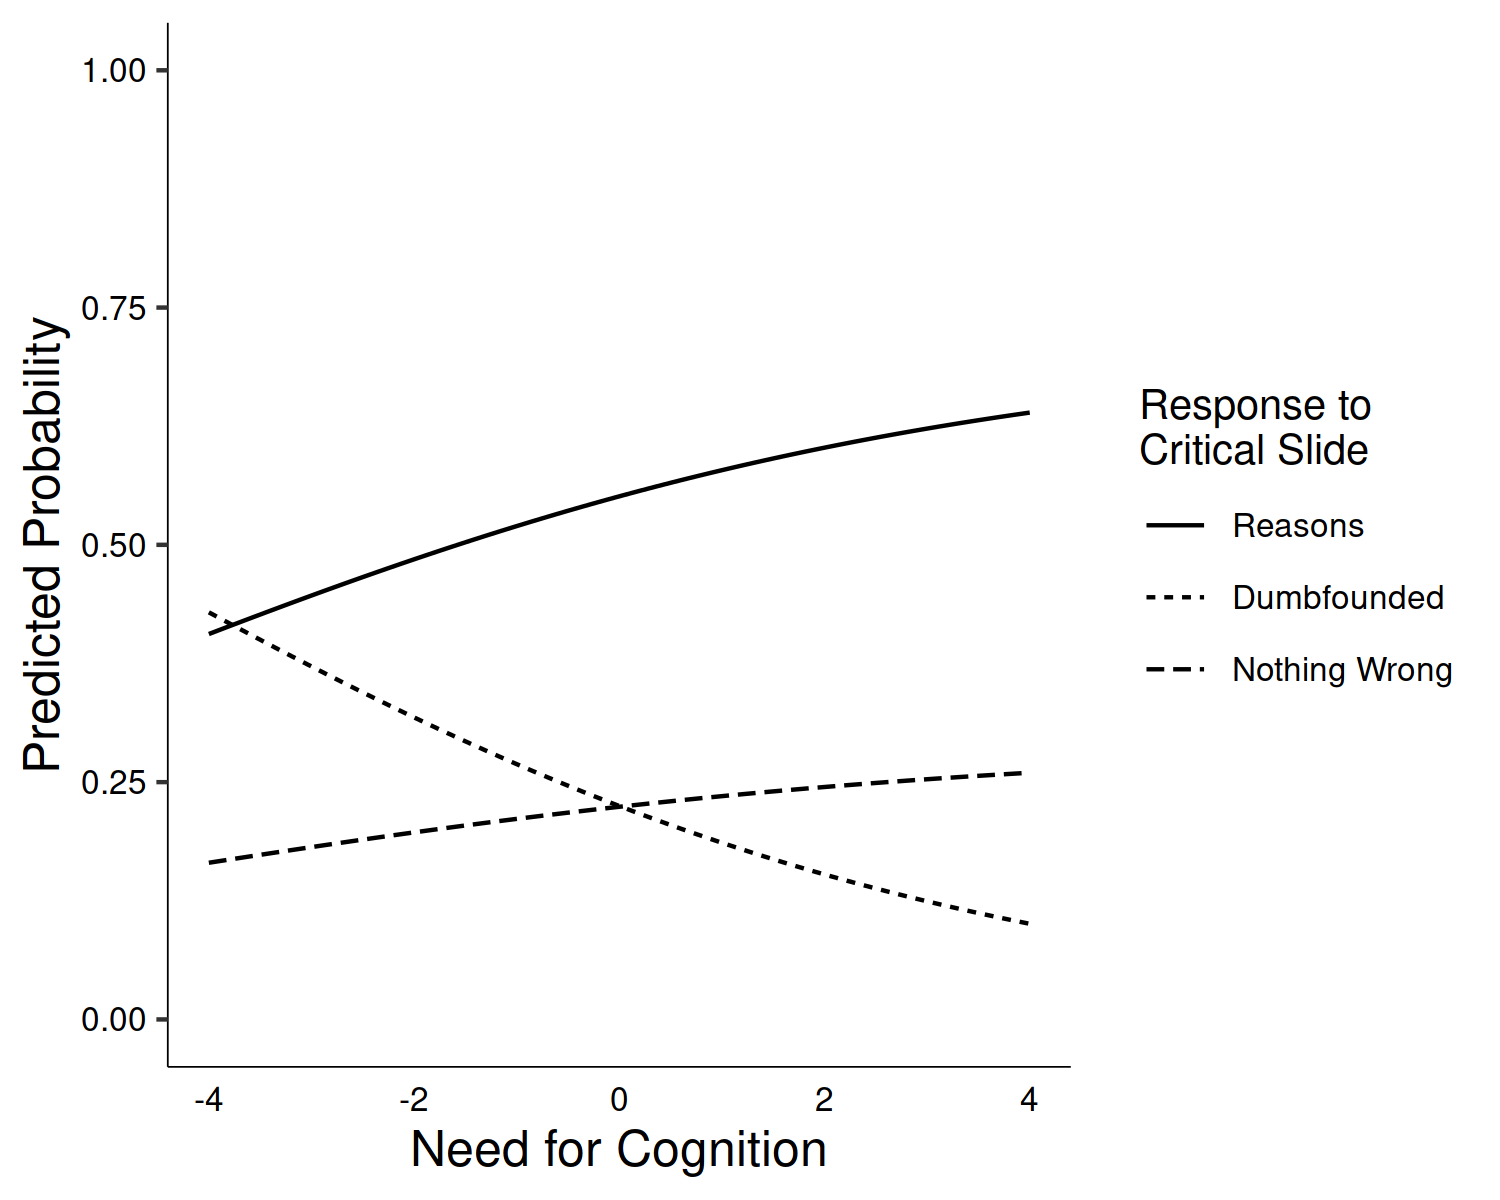 1.00
0.75
0.50
0.25
0.00
Predicted Probability
-4
-2
0
2
4
Need for Cognition
Response to
Critical Slide
Reasons
Dumbfounded
Nothing Wrong